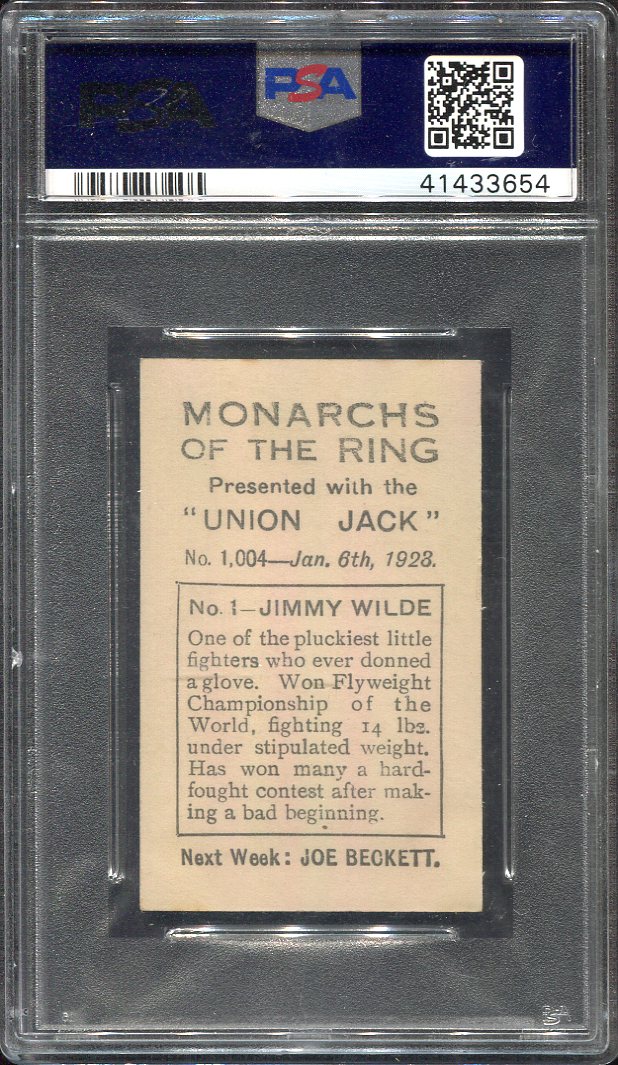 PSA
PSA
41433654
MONARCHS
OF THE RING
Presented with the
"UNION JACK"
No. 1,004—Jan. 6th, 1923.
No. 1—JIMMY WILDE
One of the pluckiest little
fighters who ever donned
a glove. Won Flyweight
Championship of the
World, fighting 14 lbs.
under stipulated weight.
Has won many a hard-
fought contest after mak-
ing a bad beginning.
Next Week: JOE BECKETT.
PSA